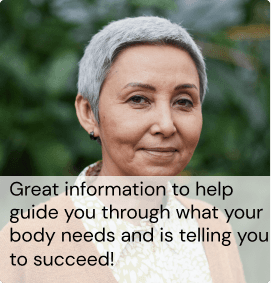 Great information to help
guide you through what your
body needs and is telling you
to succeed!